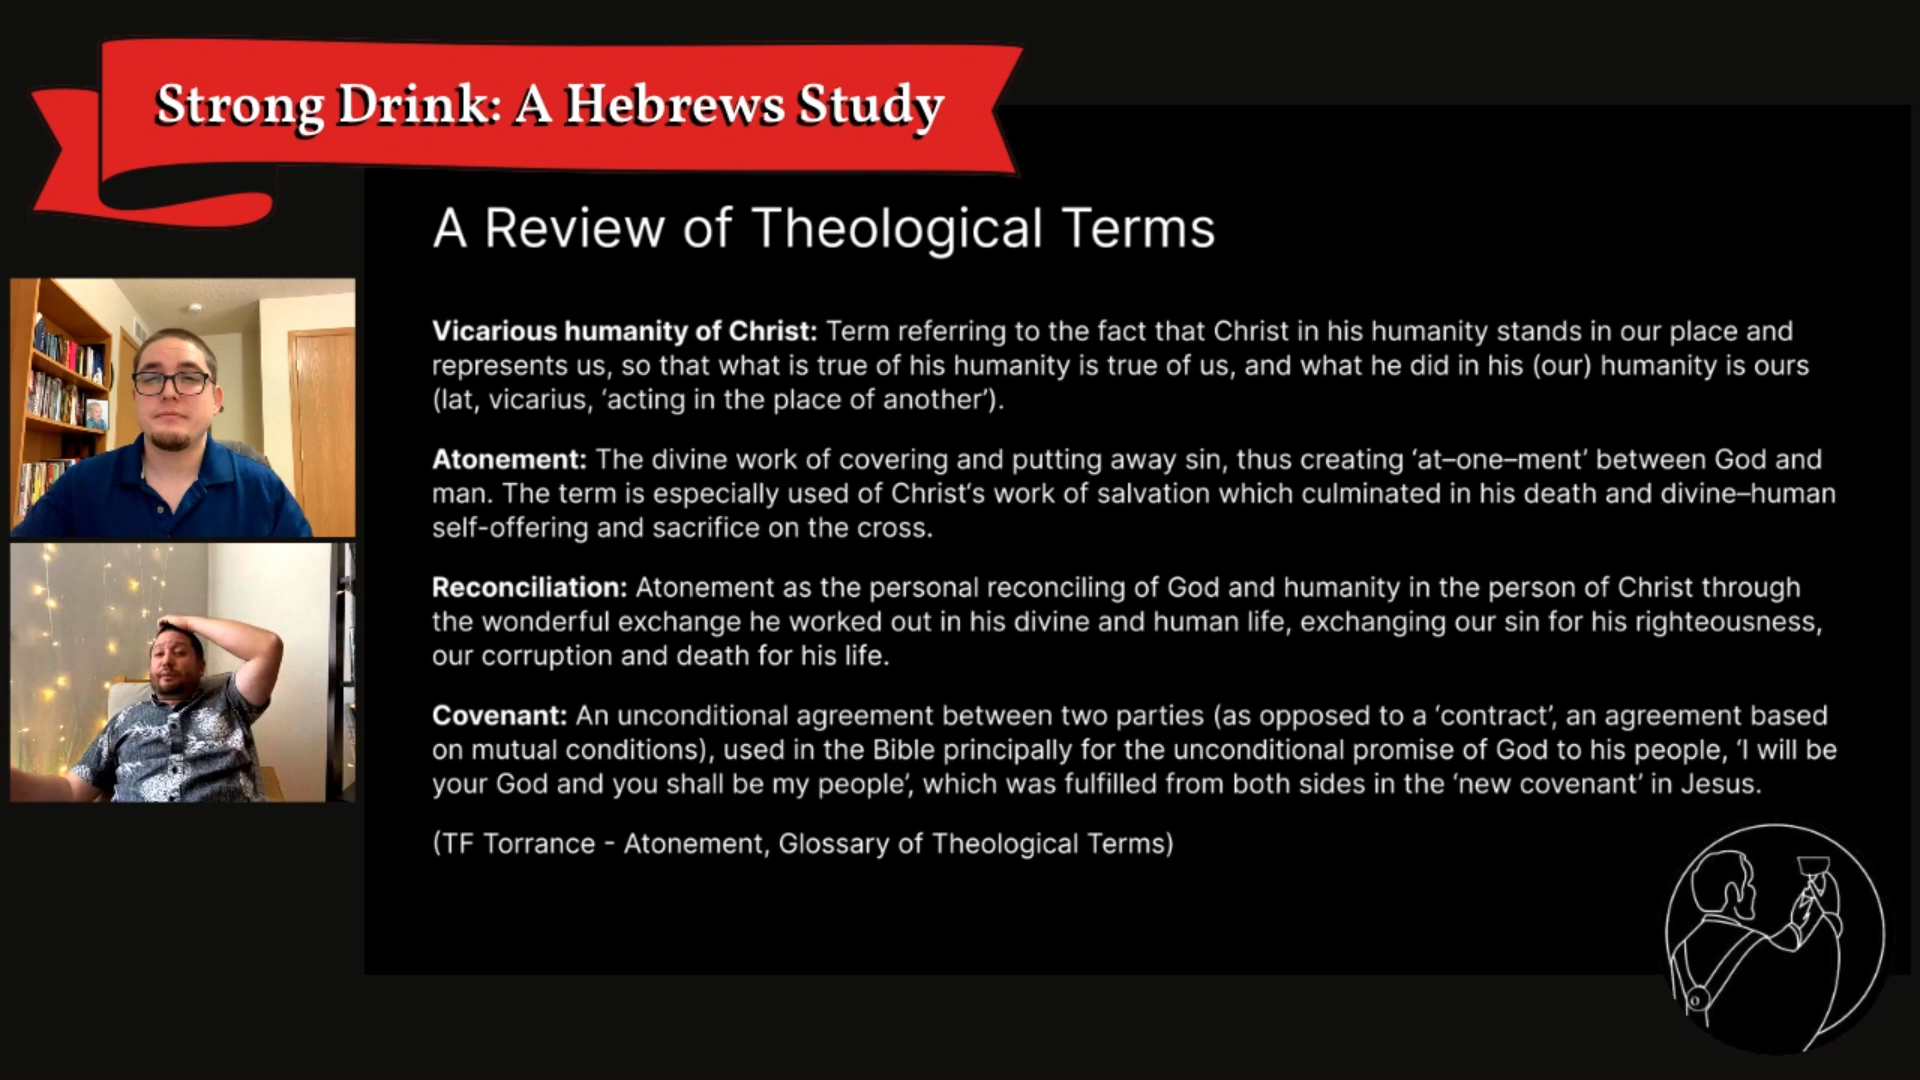 Strong Drink: A Hebrews Study
A Review of Theological Terms
Vicarious humanity of Christ: Term referring to the fact that Christ in his humanity stands in our place and
represents us, so that what is true of his humanity is true of us, and what he did in his (our) humanity is ours
(lat, vicarius, ‘acting in the place of another’).
Atonement: The divine work of covering and putting away sin, thus creating ‘at–one–ment’ between God and
man. The term is especially used of Christ‘s work of salvation which culminated in his death and divine–human
self-offering and sacrifice on the cross.
Reconciliation: Atonement as the personal reconciling of God and humanity in the person of Christ through
the wonderful exchange he worked out in his divine and human life, exchanging our sin for his righteousness,
our corruption and death for his life.
Covenant: An unconditional agreement between two parties (as opposed to a ‘contract’, an agreement based
on mutual conditions), used in the Bible principally for the unconditional promise of God to his people, ‘I will be
your God and you shall be my people’, which was fulfilled from both sides in the ‘new covenant’ in Jesus.
(TF Torrance - Atonement, Glossary of Theological Terms)